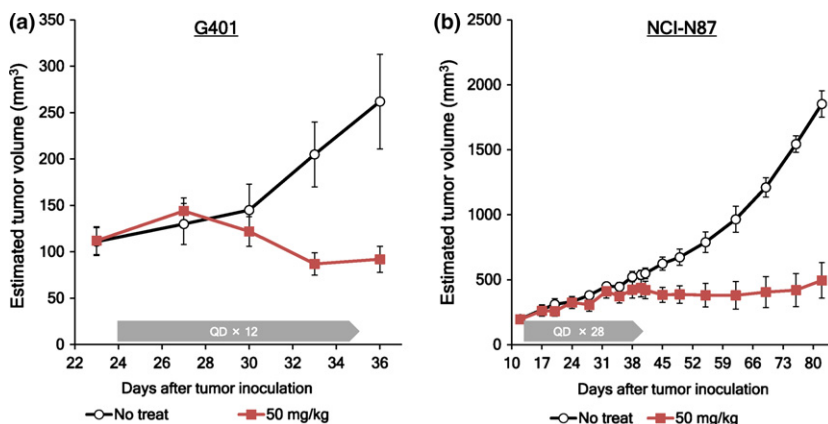 (a)
G401
Estimated tumor volume (mm³)
350
300
250
200
150
100
50
0
QD × 12
22 24 26 28 30 32 34 36
Days after tumor inoculation
No treat 50 mg/kg
(b)
NCI-N87
Estimated tumor volume (mm³)
2500
2000
1500
1000
500
0
QD × 28
10 17 24 31 38 45 52 59 66 73 80
Days after tumor inoculation
No treat 50 mg/kg